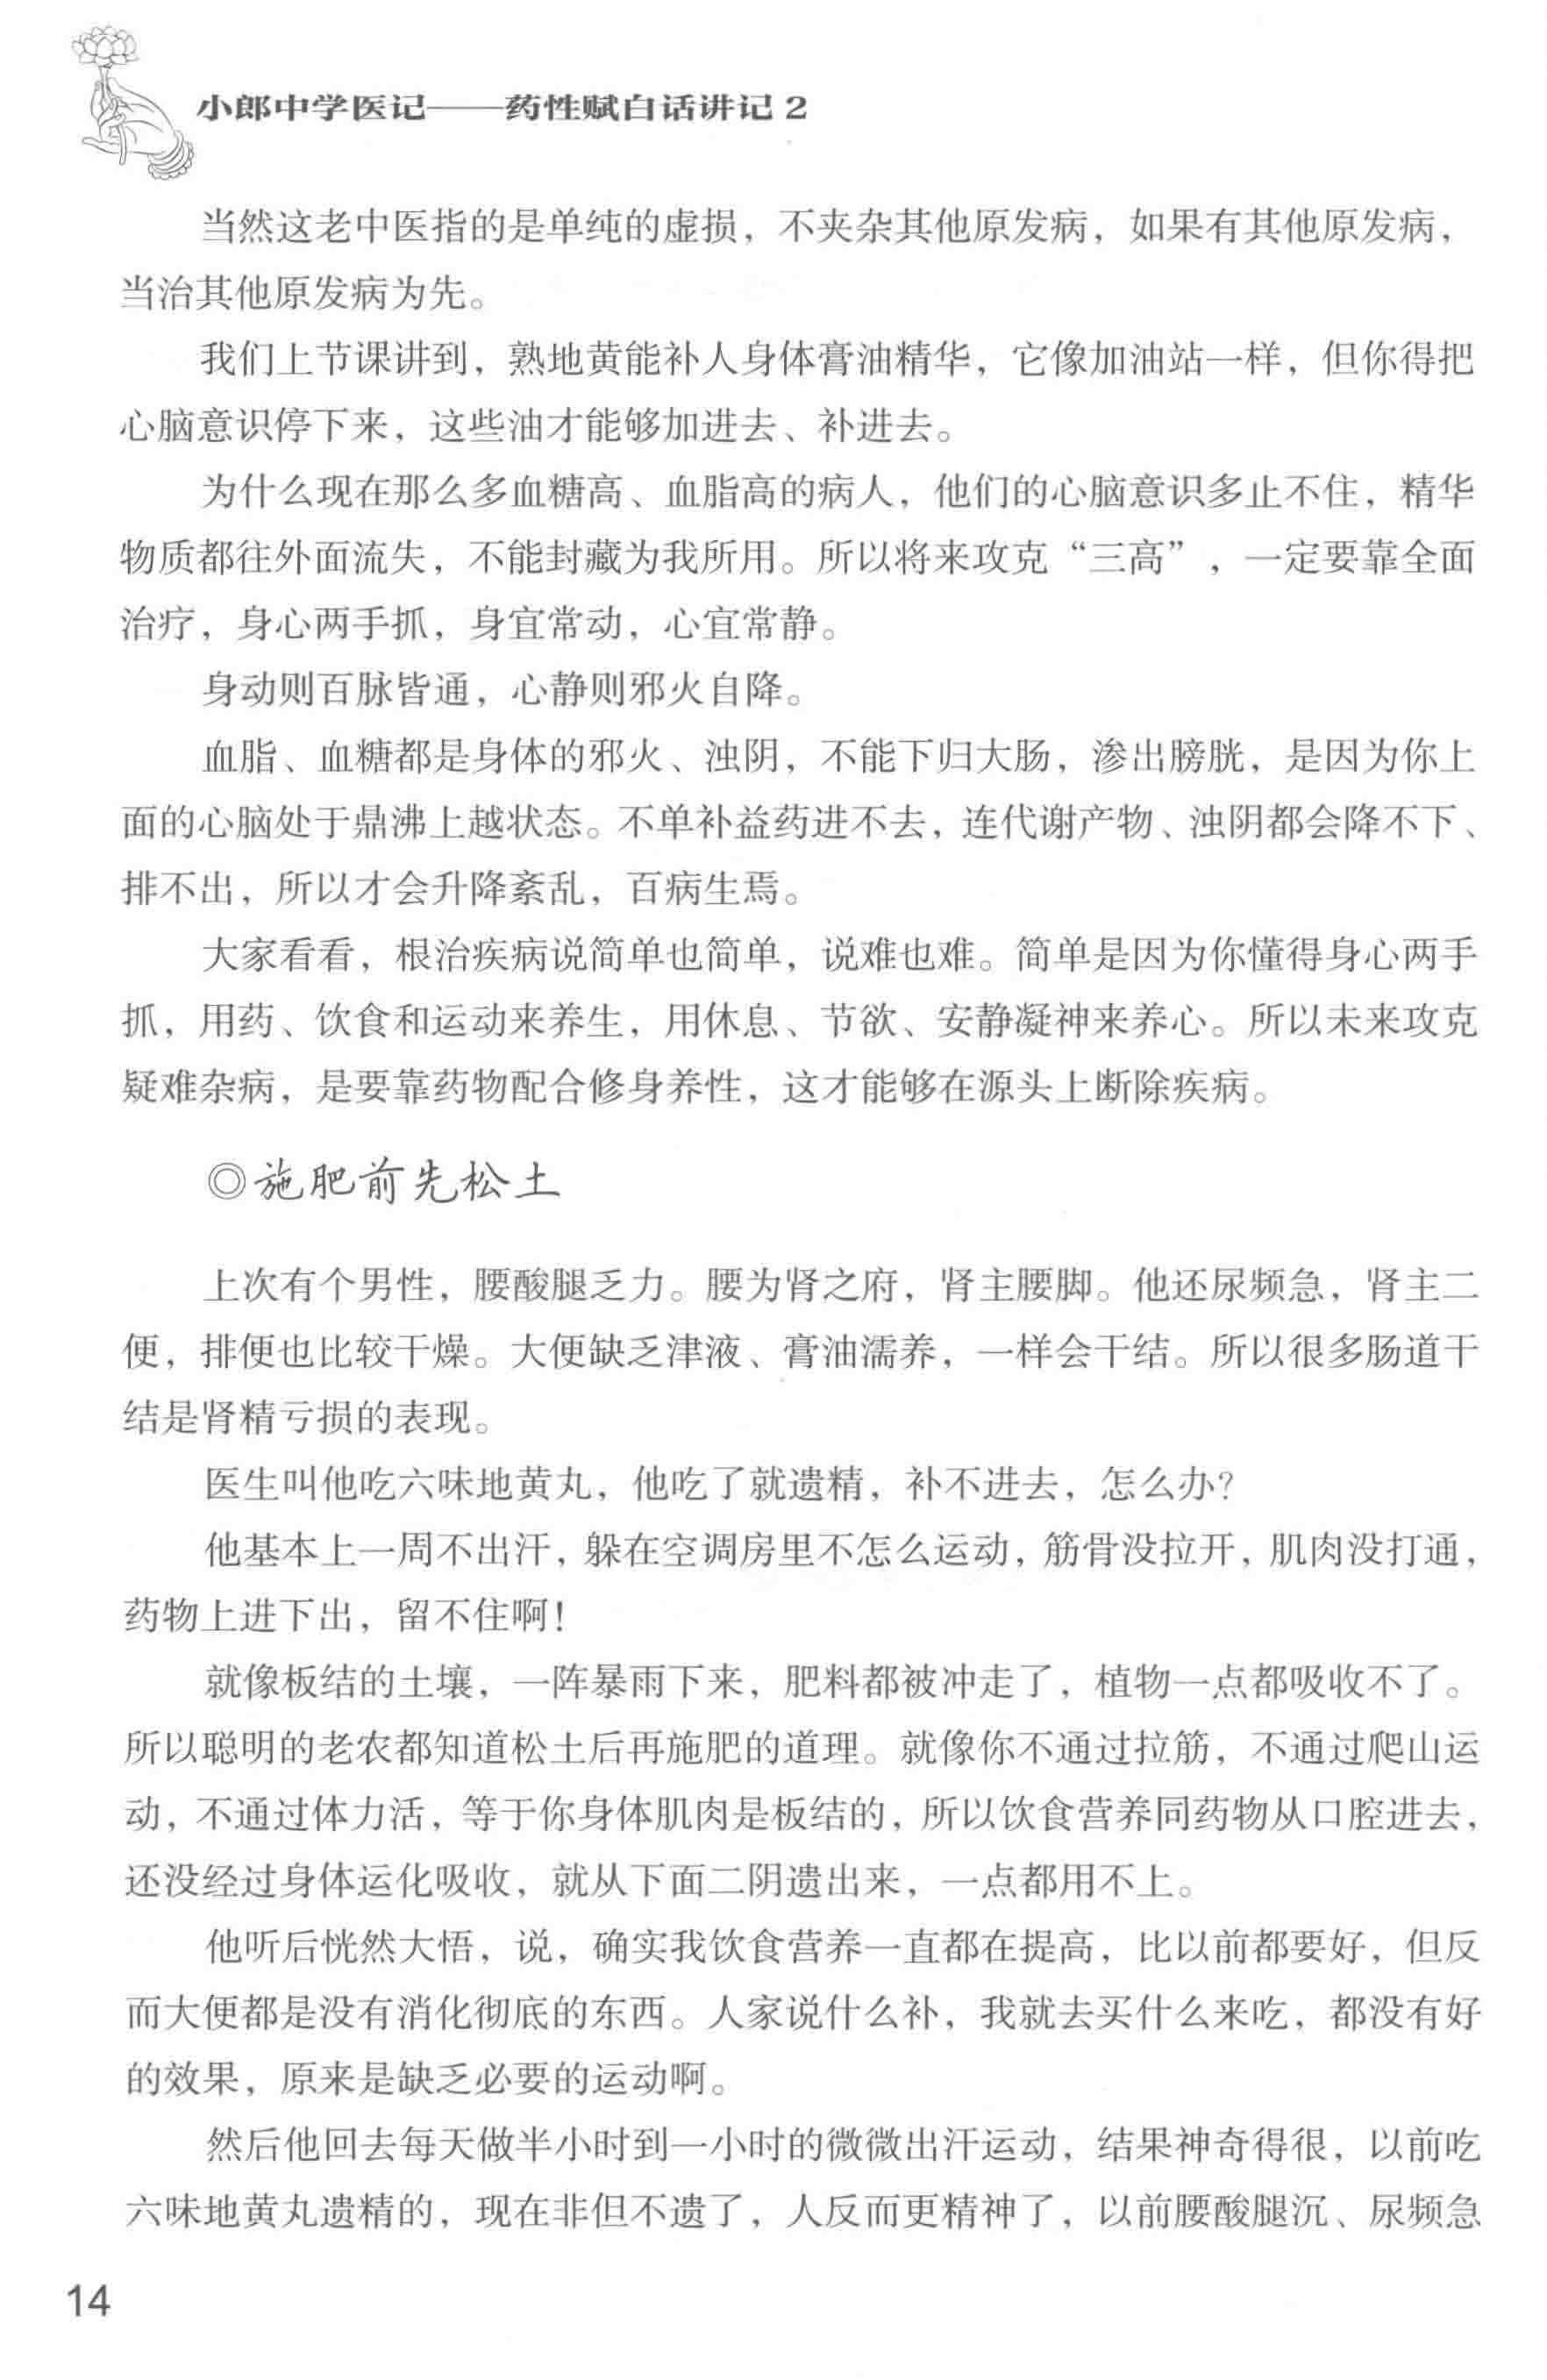 小郎中学医记——药性赋白话讲记2
当然这老中医指的是单纯的虚损，不夹杂其他原发病，如果有其他原发病，
当治其他原发病为先。
我们上节课讲到，熟地黄能补人身体膏油精华，它像加油站一样，但你得把
心脑意识停下来，这些油才能够加进去、补进去。
为什么现在那么多血糖高、血脂高的病人，他们的心脑意识多止不住，精华
物质都往外面流失，不能封藏为我所用。所以将来攻克“三高”，一定要靠全面
治疗，身心两手抓，身宜常动，心宜常静。
身动则百脉皆通，心静则邪火自降。
血脂、血糖都是身体的邪火、浊阴，不能下归大肠，渗出膀胱，是因为你上
面的心脑处于鼎沸上越状态。不单补益药进不去，连代谢产物、浊阴都会降不下、
排不出，所以才会升降紊乱，百病生焉。
大家看看，根治疾病说简单也简单，说难也难。简单是因为你懂得身心两手
抓，用药、饮食和运动来养生，用休息、节欲、安静凝神来养心。所以未来攻克
疑难杂病，是要靠药物配合修身养性，这才能够在源头上断除疾病。
◎施肥前先松土
上次有个男性，腰酸腿乏力。腰为肾之府，肾主腰脚。他还尿频急，肾主二
便，排便也比较干燥。大便缺乏津液、膏油濡养，一样会干结。所以很多肠道干
结是肾精亏损的表现。
医生叫他吃六味地黄丸，他吃了就遗精，补不进去，怎么办？
他基本上一周不出汗，躲在空调房里不怎么运动，筋骨没拉开，肌肉没打通，
药物上进下出，留不住啊！
就像板结的土壤，一阵暴雨下来，肥料都被冲走了，植物一点都吸收不了。
所以聪明的老农都知道松土后再施肥的道理。就像你不通过拉筋，不通过爬山运
动，不通过体力活，等于你身体肌肉是板结的，所以饮食营养同药物从口腔进去，
还没经过身体运化吸收，就从下面二阴遗出来，一点都用不上。
他听后恍然大悟，说，确实我饮食营养一直都在提高，比以前都要好，但反
而大便都是没有消化彻底的东西。人家说什么补，我就去买什么来吃，都没有好
的效果，原来是缺乏必要的运动啊。
然后他回去每天做半小时到一小时的微微出汗运动，结果神奇得很，以前吃
六味地黄丸遗精的，现在非但不遗了，人反而更精神了，以前腰酸腿沉、尿频急
14